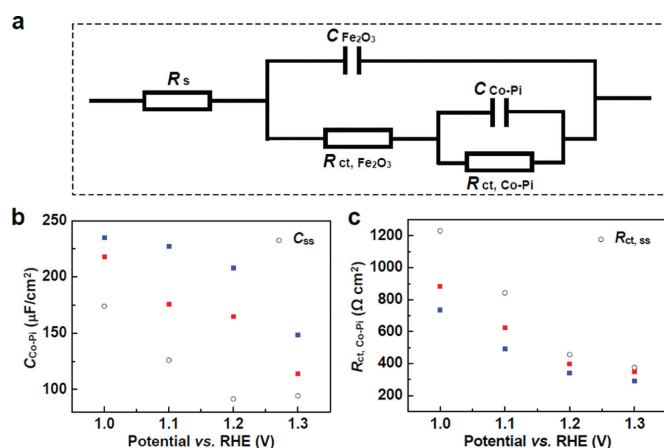 a
C Fe2O3
R s
C Co-Pi
R ct, Fe2O3
R ct, Co-Pi
b
250
200
150
100
C Co-Pi (μF/cm²)
C ss
1.0 1.1 1.2 1.3
Potential vs. RHE (V)
c
1200
1000
800
600
400
200
R ct, Co-Pi (Ω cm²)
R ct, ss
1.0 1.1 1.2 1.3
Potential vs. RHE (V)